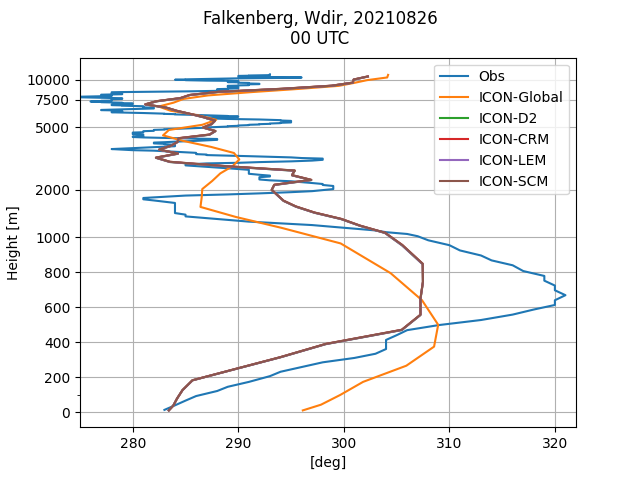 Falkenberg, Wdir, 20210826
00 UTC
10000
7500
5000
2000
1000
800
600
400
200
0
Height [m]
280
290
300
310
320
[deg]
Obs
ICON-Global
ICON-D2
ICON-CRM
ICON-LEM
ICON-SCM